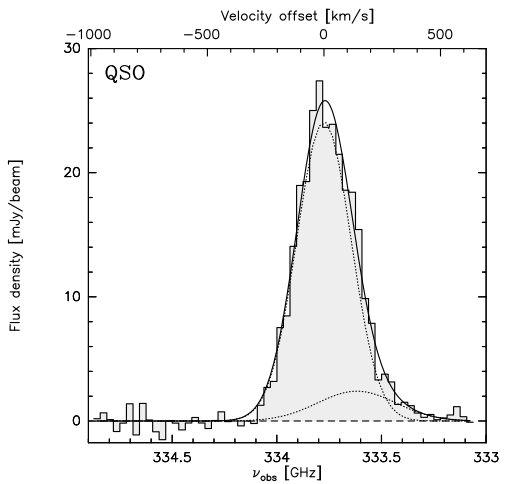 Velocity offset [km/s]
−1000 −500 0 500
QSO
30
20
10
0
Flux density [mJy/beam]
334.5 334 333.5 333
νobs [GHz]